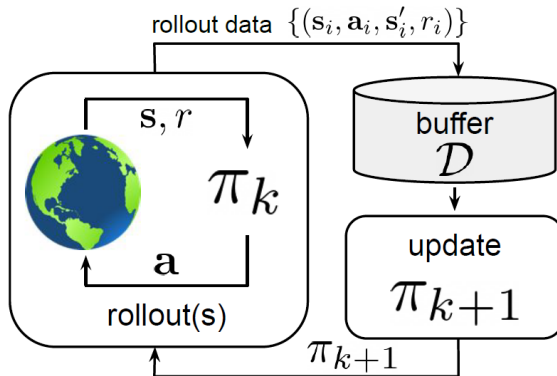 rollout data {(s_i, a_i, s'_i, r_i)}
s, r
π_k
a
rollout(s)
buffer
D
update
π_{k+1}
π_{k+1}